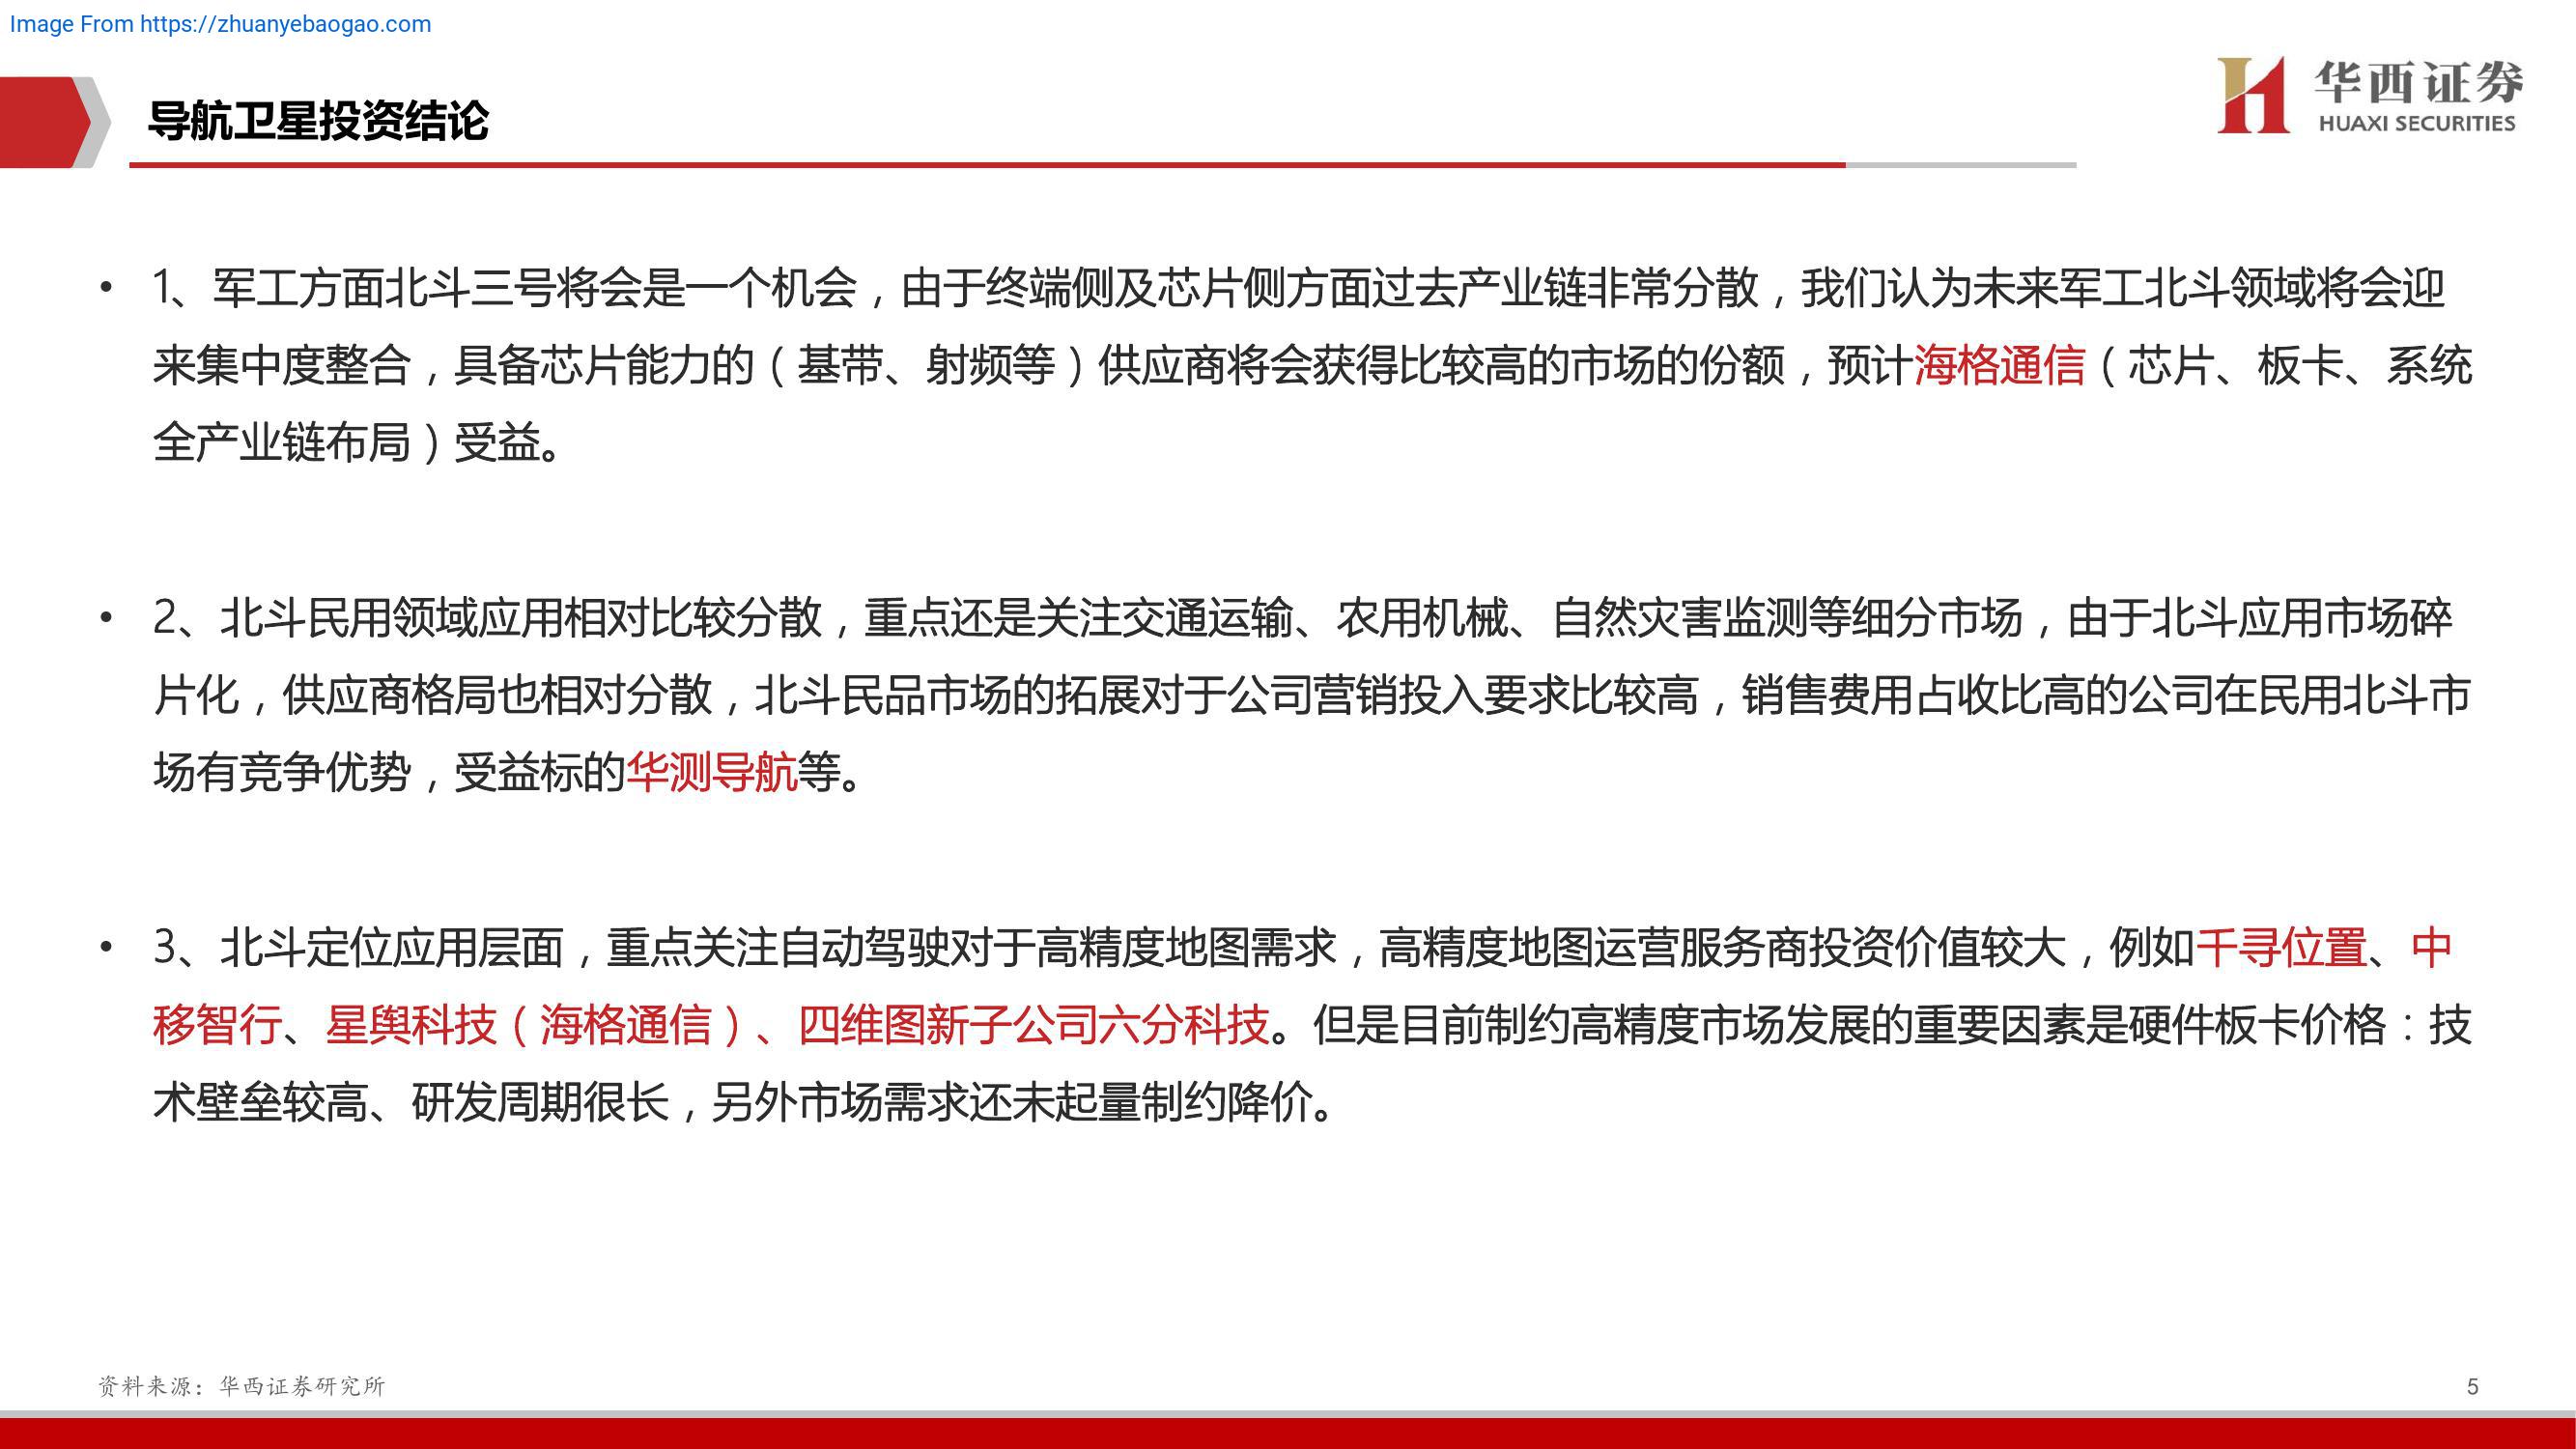 Image From https://zhuanyebaogao.com
华西证券
HUAXI SECURITIES
导航卫星投资结论
• 1、军工方面北斗三号将会是一个机会，由于终端侧及芯片侧方面过去产业链非常分散，我们认为未来军工北斗领域将会迎
来集中度整合，具备芯片能力的（基带、射频等）供应商将会获得比较高的市场的份额，预计海格通信（芯片、板卡、系统
全产业链布局）受益。
• 2、北斗民用领域应用相对比较分散，重点还是关注交通运输、农用机械、自然灾害监测等细分市场，由于北斗应用市场碎
片化，供应商格局也相对分散，北斗民品市场的拓展对于公司营销投入要求比较高，销售费用占收比高的公司在民用北斗市
场有竞争优势，受益标的华测导航等。
• 3、北斗定位应用层面，重点关注自动驾驶对于高精度地图需求，高精度地图运营服务商投资价值较大，例如千寻位置、中
移智行、星舆科技（海格通信）、四维图新子公司六分科技。但是目前制约高精度市场发展的重要因素是硬件板卡价格：技
术壁垒较高、研发周期很长，另外市场需求还未起量制约降价。
资料来源：华西证券研究所
5